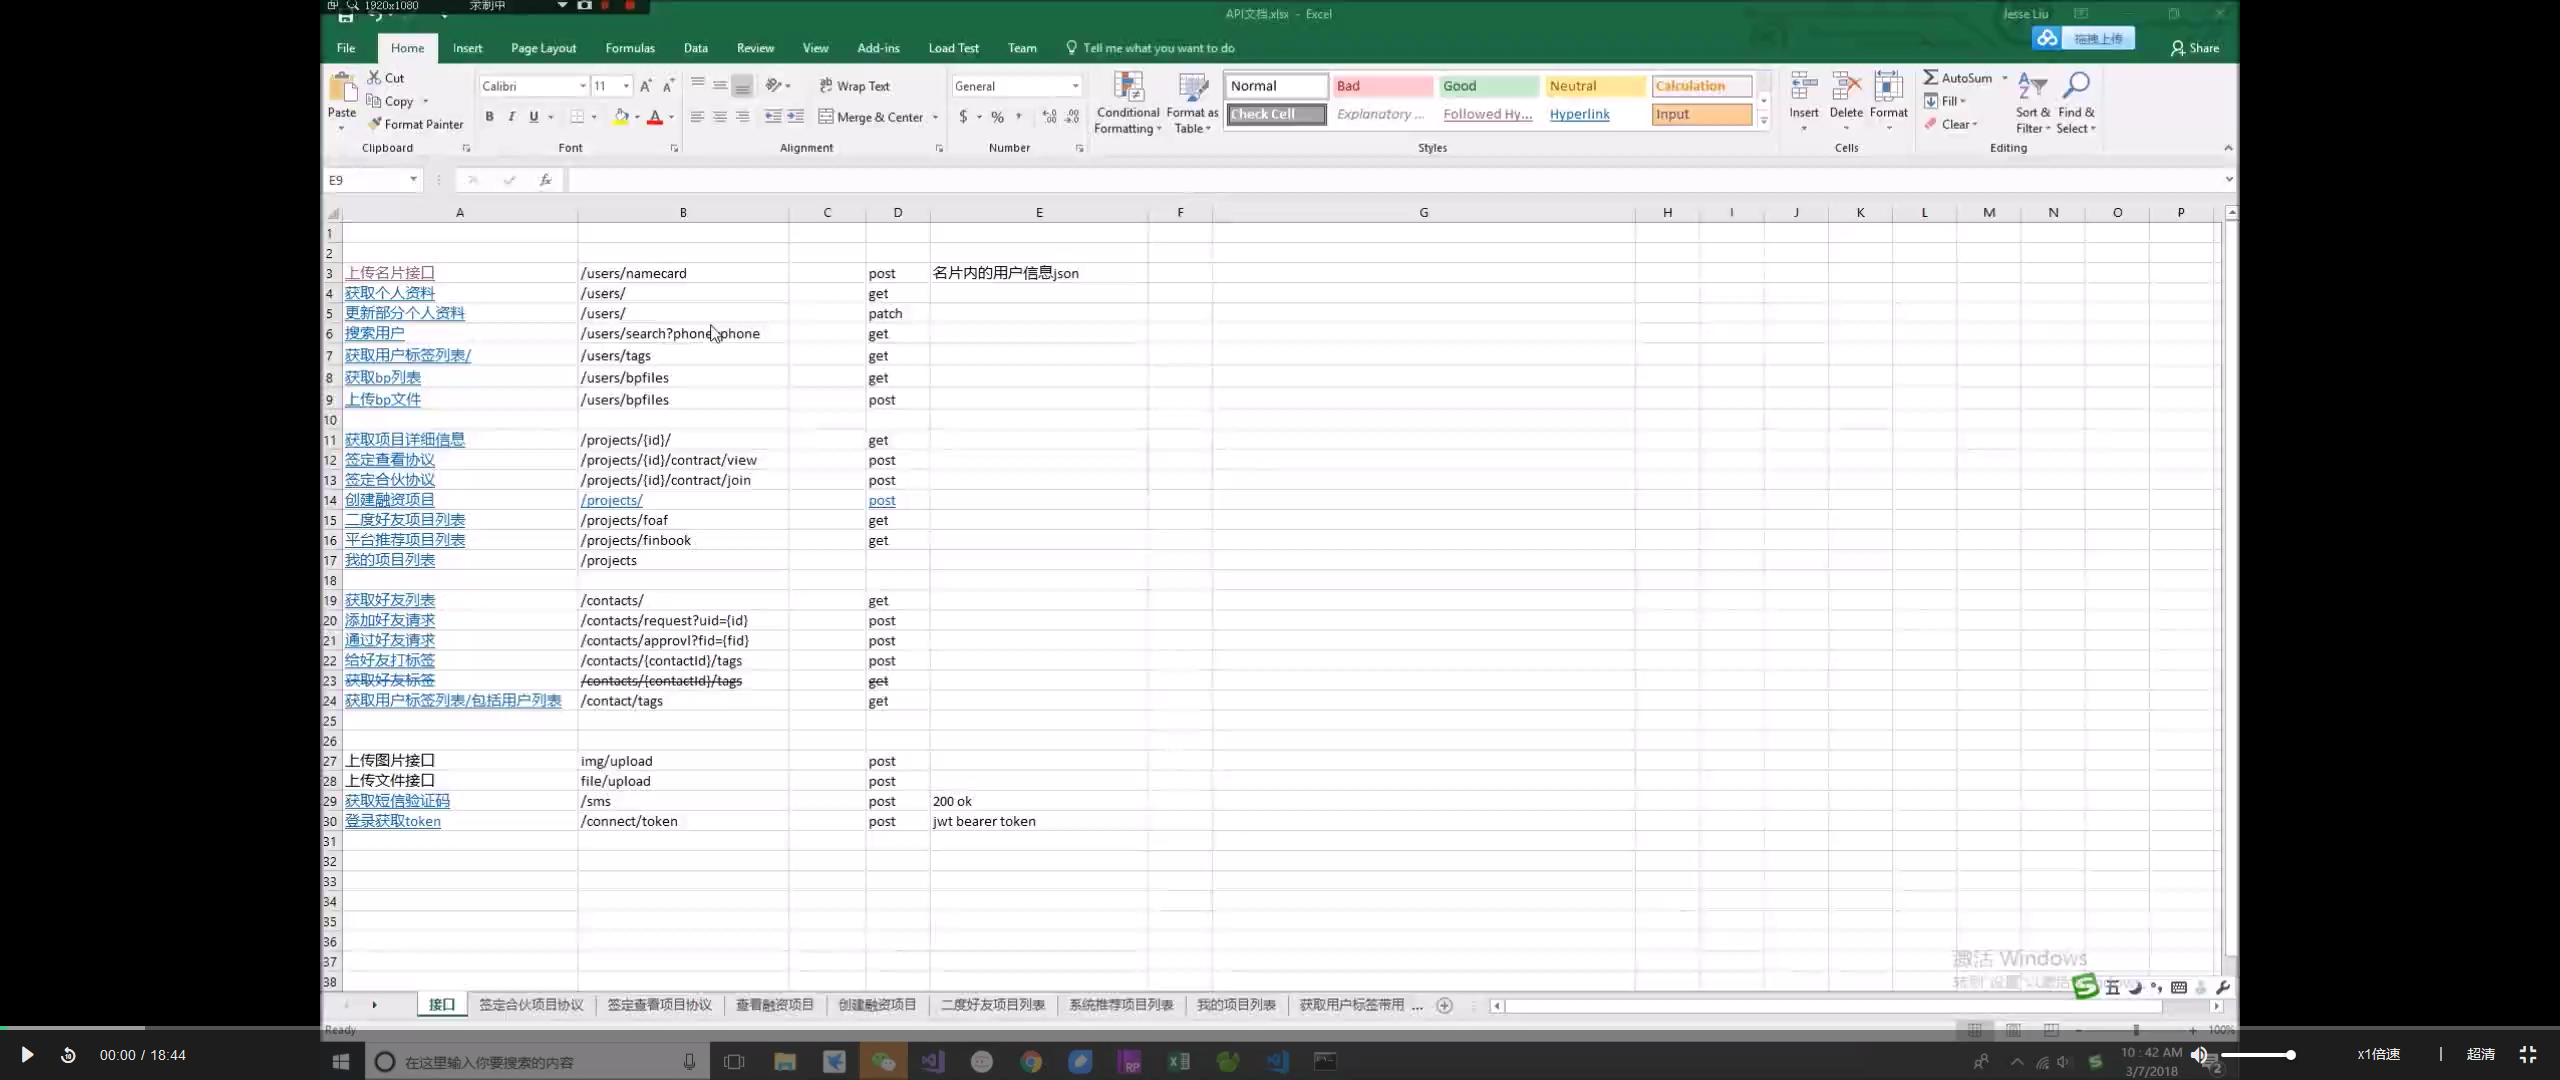 1920x1080 录制中
API文档.xlsx - Excel
Jesse Liu
File Home Insert Page Layout Formulas Data Review View Add-ins Load Test Team Tell me what you want to do
拖拽上传
Share
Paste
Cut
Copy
Format Painter
Clipboard
Calibri 11
B I U
Font
Wrap Text
Merge & Center
Alignment
General
$ % ,
Number
Conditional Formatting
Format as Table
Normal Bad Good Neutral Calculation
Check Cell Explanatory ... Followed Hy... Hyperlink Input
Styles
Insert Delete Format
Cells
AutoSum
Fill
Clear
Sort & Filter
Find & Select
Editing
E9 fx
A B C D E F G H I J K L M N O P
1
2
3 上传名片接口 /users/namecard post 名片内的用户信息json
4 获取个人资料 /users/ get
5 更新部分个人资料 /users/ patch
6 搜索用户 /users/search?phone phone get
7 获取用户标签列表/ /users/tags get
8 获取bp列表 /users/bpfiles get
9 上传bp文件 /users/bpfiles post
10
11 获取项目详细信息 /projects/{id}/ get
12 签定查看协议 /projects/{id}/contract/view post
13 签定合伙协议 /projects/{id}/contract/join post
14 创建融资项目 /projects/ post
15 二度好友项目列表 /projects/foaf get
16 平台推荐项目列表 /projects/finbook get
17 我的项目列表 /projects
18
19 获取好友列表 /contacts/ get
20 添加好友请求 /contacts/request?uid={id} post
21 通过好友请求 /contacts/approvl?fid={fid} post
22 给好友打标签 /contacts/{contactId}/tags post
23 获取好友标签 /contacts/{contactId}/tags get
24 获取用户标签列表/包括用户列表 /contact/tags get
25
26
27 上传图片接口 img/upload post
28 上传文件接口 file/upload post
29 获取短信验证码 /sms post 200 ok
30 登录获取token /connect/token post jwt bearer token
31
32
33
34
35
36
37
38
激活 Windows
五
接口 签定合伙项目协议 签定查看项目协议 查看融资项目 创建融资项目 二度好友项目列表 系统推荐项目列表 我的项目列表 获取用户标签带用 ...
Ready
100%
00:00 / 18:44
在这里输入你要搜索的内容
RP
10:42 AM
3/7/2018
2
x1倍速 | 超清